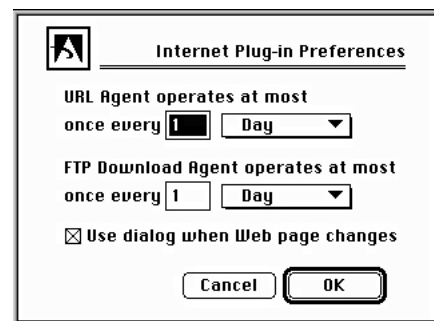 Internet Plug-in Preferences
URL Agent operates at most
once every 1 Day
FTP Download Agent operates at most
once every 1 Day
Use dialog when Web page changes
Cancel OK